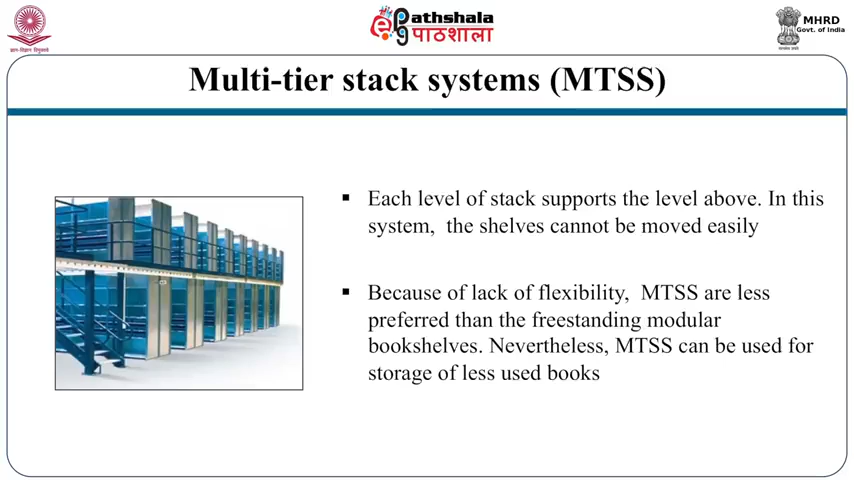 ePathshala
पाठशाला
MHRD
Govt. of India
ज्ञान-विज्ञान विमुक्तये
Multi-tier stack systems (MTSS)
▪ Each level of stack supports the level above. In this
system, the shelves cannot be moved easily
▪ Because of lack of flexibility, MTSS are less
preferred than the freestanding modular
bookshelves. Nevertheless, MTSS can be used for
storage of less used books